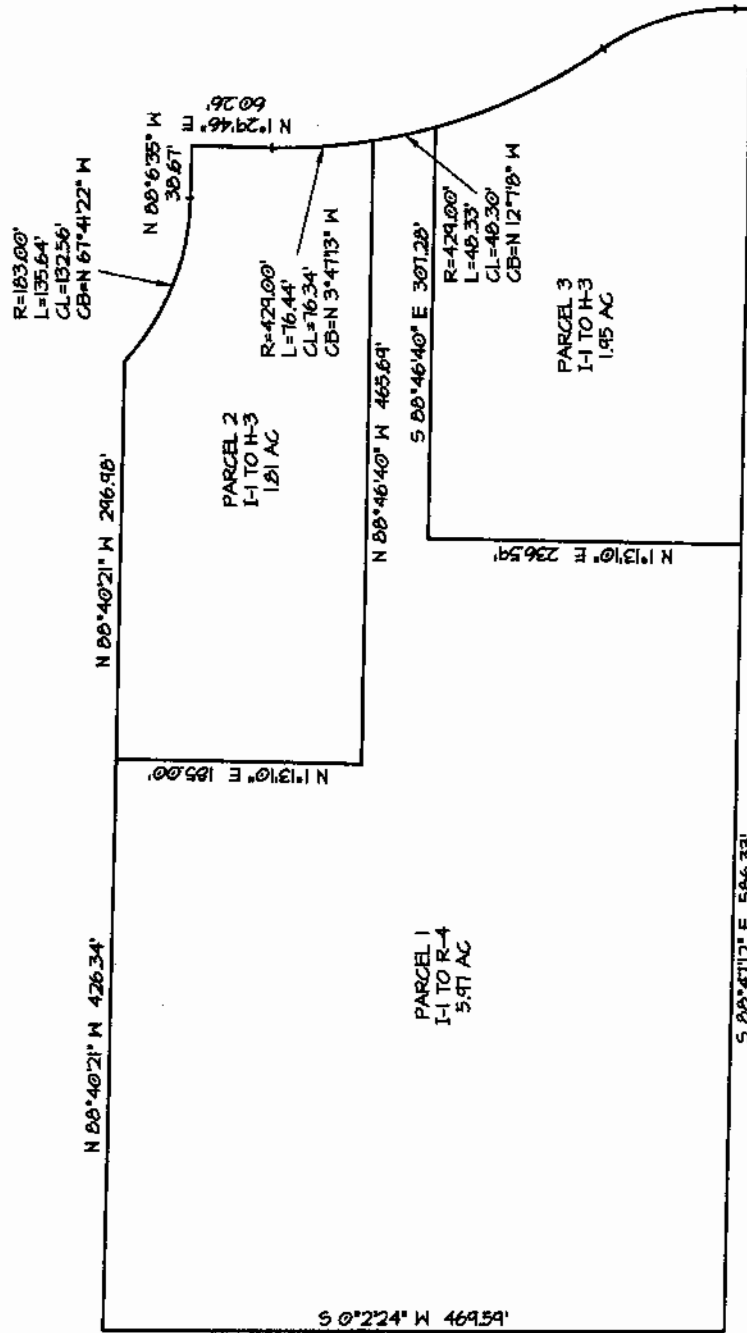 R=183.00'
L=135.64'
CL=132.56'
CB=N 67°41'22" W
N 88°6'35" W
38.67'
N 1°29'46" E
60.26'
N 88°40'21" W 296.98'
N 88°40'21" W 426.34'
R=429.00'
L=76.44'
CL=76.34'
CB=N 3°47'13" W
PARCEL 2
I-1 TO H-3
1.81 AC
N 1°13'10" E 185.00'
N 88°46'40" W 465.69'
S 88°46'40" E 307.28'
R=429.00'
L=48.33'
CL=48.30'
CB=N 12°7'8" W
PARCEL 3
I-1 TO H-3
1.95 AC
N 1°13'10" E 236.59'
PARCEL 1
I-1 TO R-4
5.97 AC
S 0°2'24" W 469.59'
S 88°47'12" E